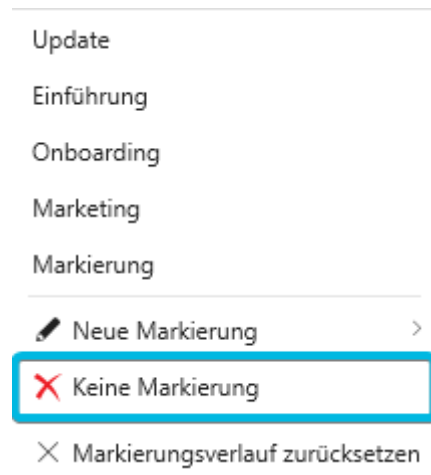 Update
Einführung
Onboarding
Marketing
Markierung
Neue Markierung
Keine Markierung
Markierungsverlauf zurücksetzen